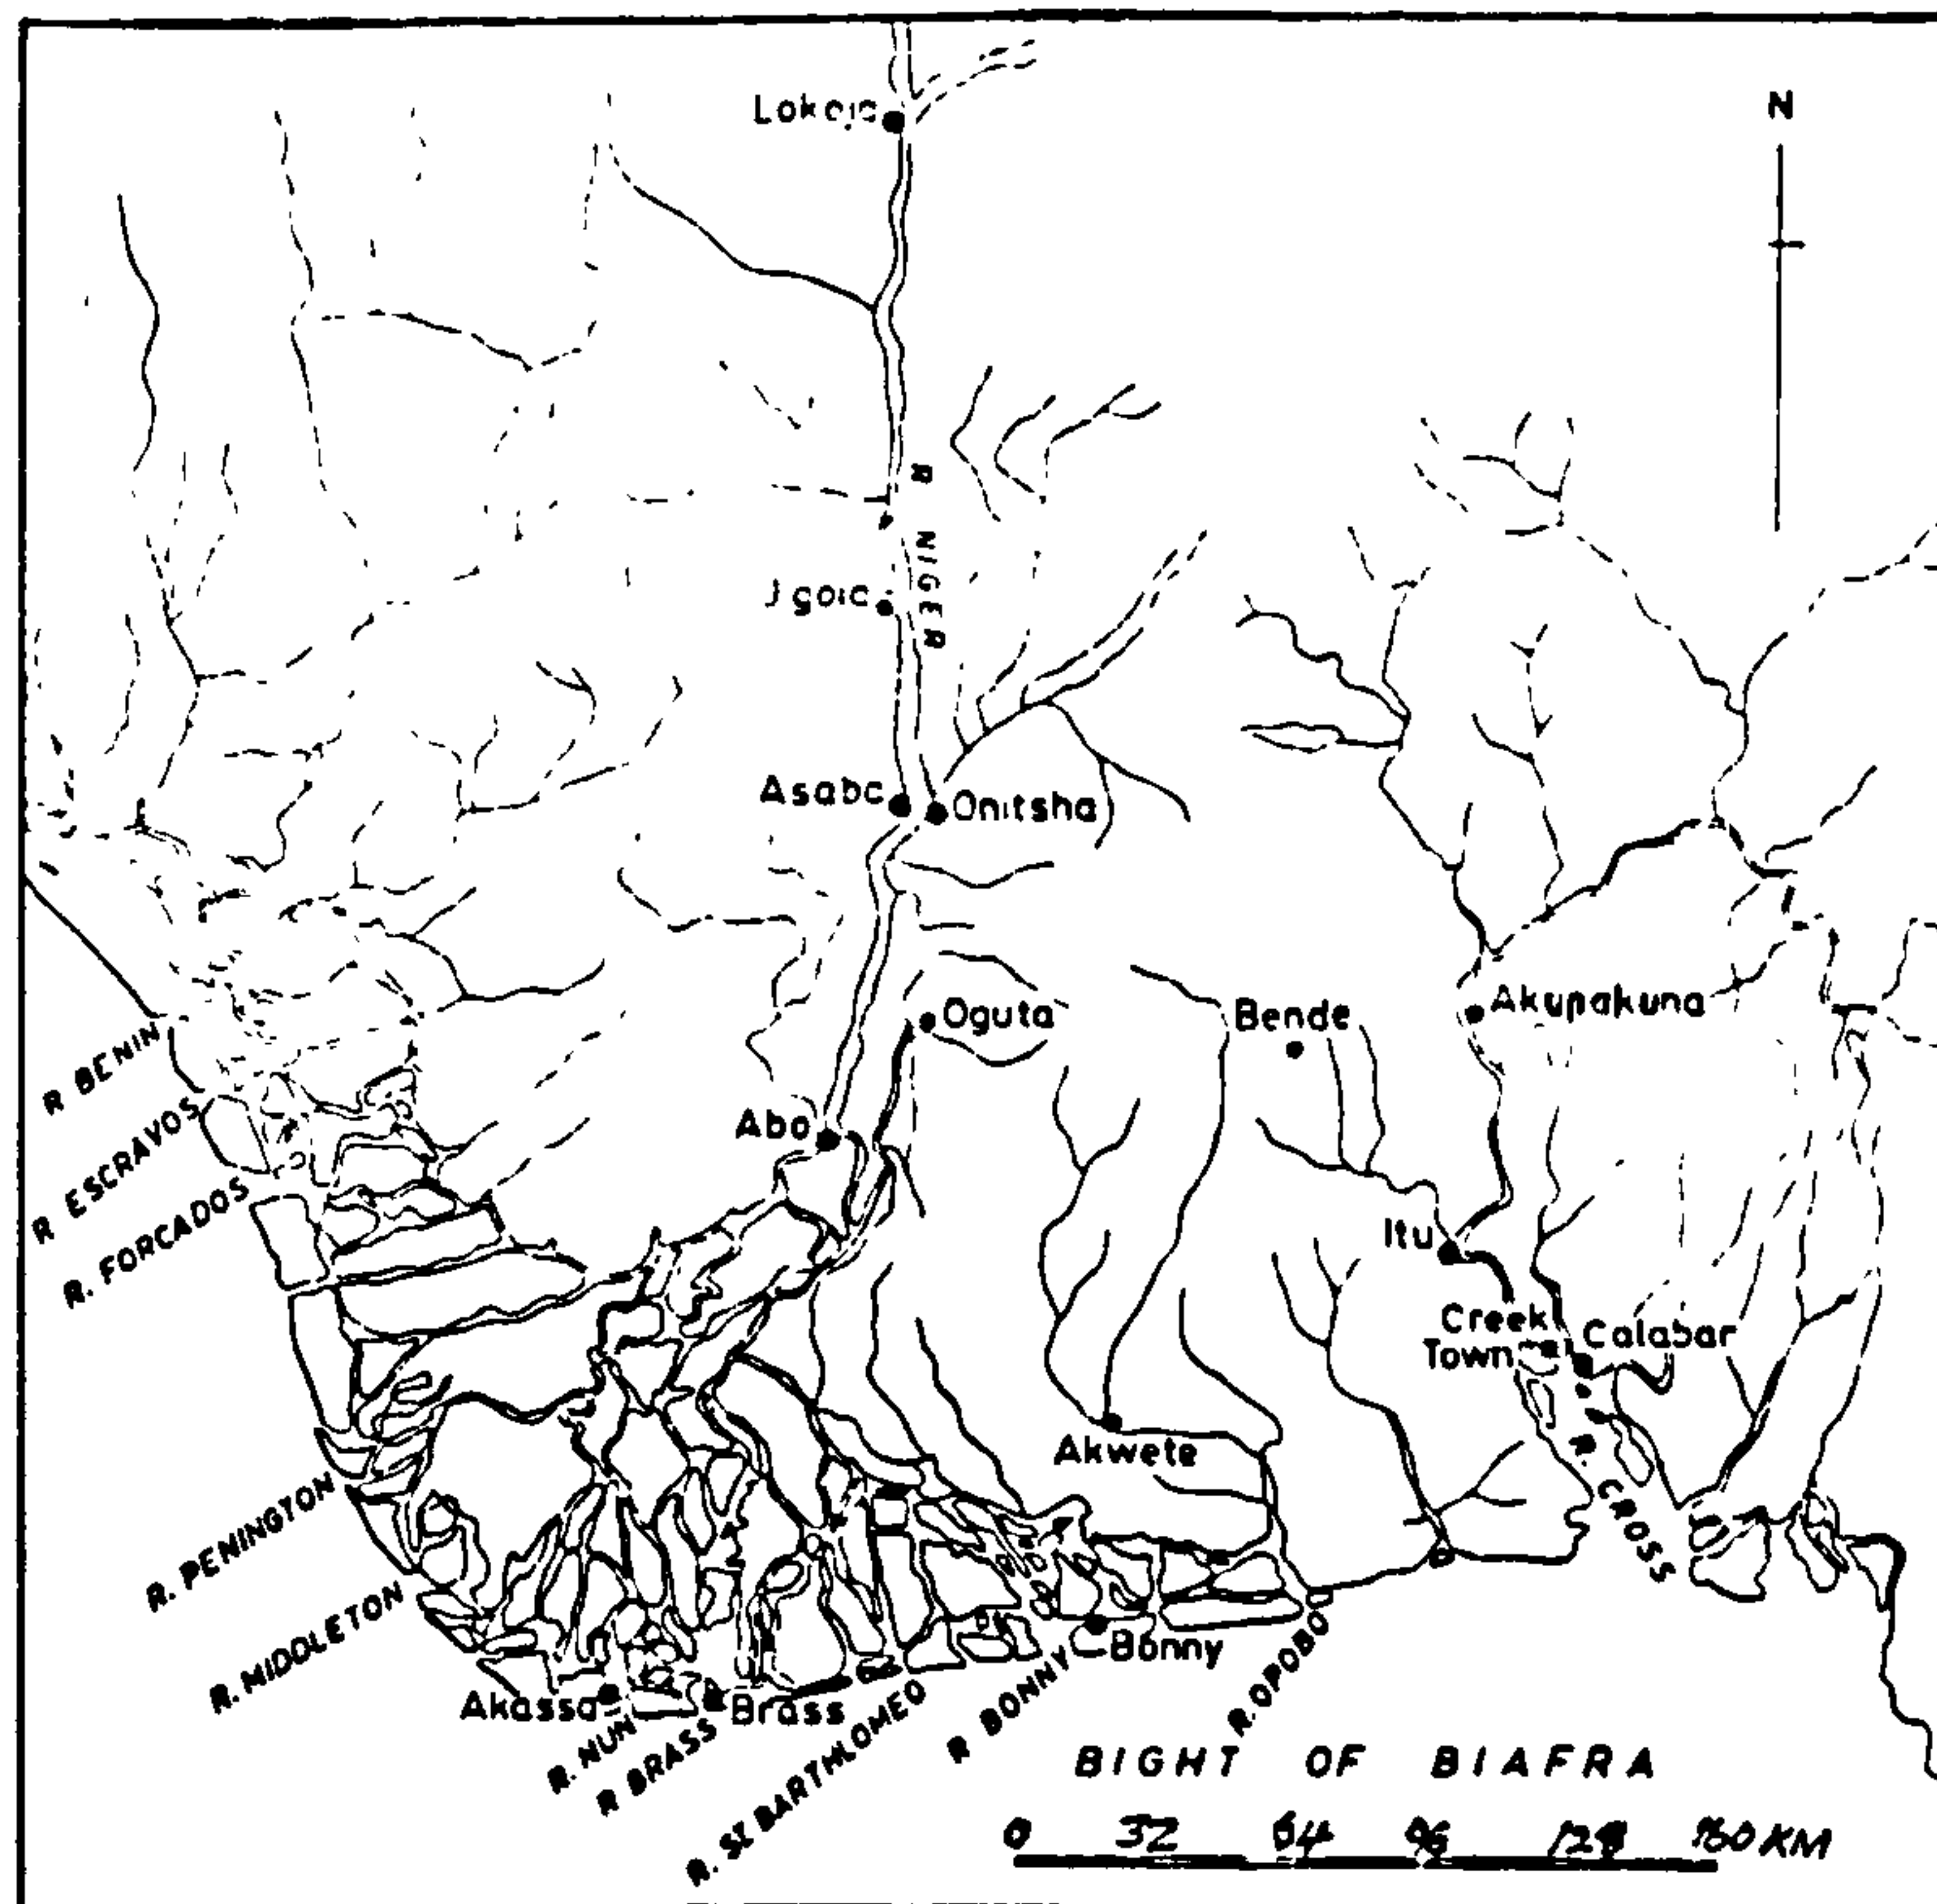 Lokoja
N
R NIGER
Jgoic
Asaba
Onitsha
Oguta
Bende
Akunakuna
R BENIN
R ESCRAVOS
R. FORCADOS
Abo
Itu
Creek Town
Calabar
Akwete
R. CROSS
R. PENINGTON
R. MIDDLETON
Akassa
Brass
Bonny
R. NUN
R BRASS
R. ST BARTHLOMEO
R BONNY
R. OPOBO
BIGHT OF BIAFRA
0 32 64 96 128 160 KM